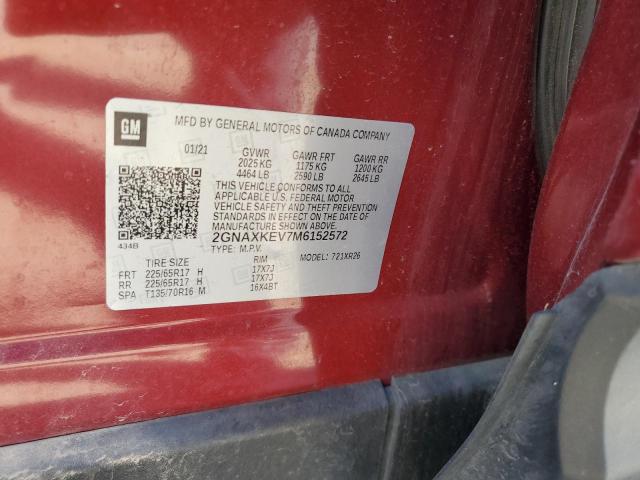 GM
MFD BY GENERAL MOTORS OF CANADA COMPANY
01/21 GVWR GAWR FRT GAWR RR
2025 KG 1175 KG 1200 KG
4464 LB 2590 LB 2645 LB
THIS VEHICLE CONFORMS TO ALL
APPLICABLE U.S. FEDERAL MOTOR
VEHICLE SAFETY AND THEFT PREVENTION
STANDARDS IN EFFECT ON THE DATE OF
MANUFACTURE SHOWN ABOVE.
434B 2GNAXKEV7M6152572
TYPE: M.P.V. MODEL: 721XR26
TIRE SIZE RIM
FRT 225/65R17 H 17X7J
RR 225/65R17 H 17X7J
SPA T135/70R16 M 16X4BT